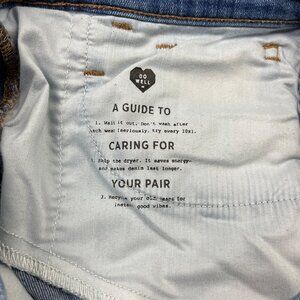 DO
WELL
A GUIDE TO
1. Wait it out. Don't wash after
each wear (seriously, try every 10x).
CARING FOR
2. Skip the dryer. It saves energy—
and makes denim last longer.
YOUR PAIR
3. Recycle your old jeans for
instant good vibes.